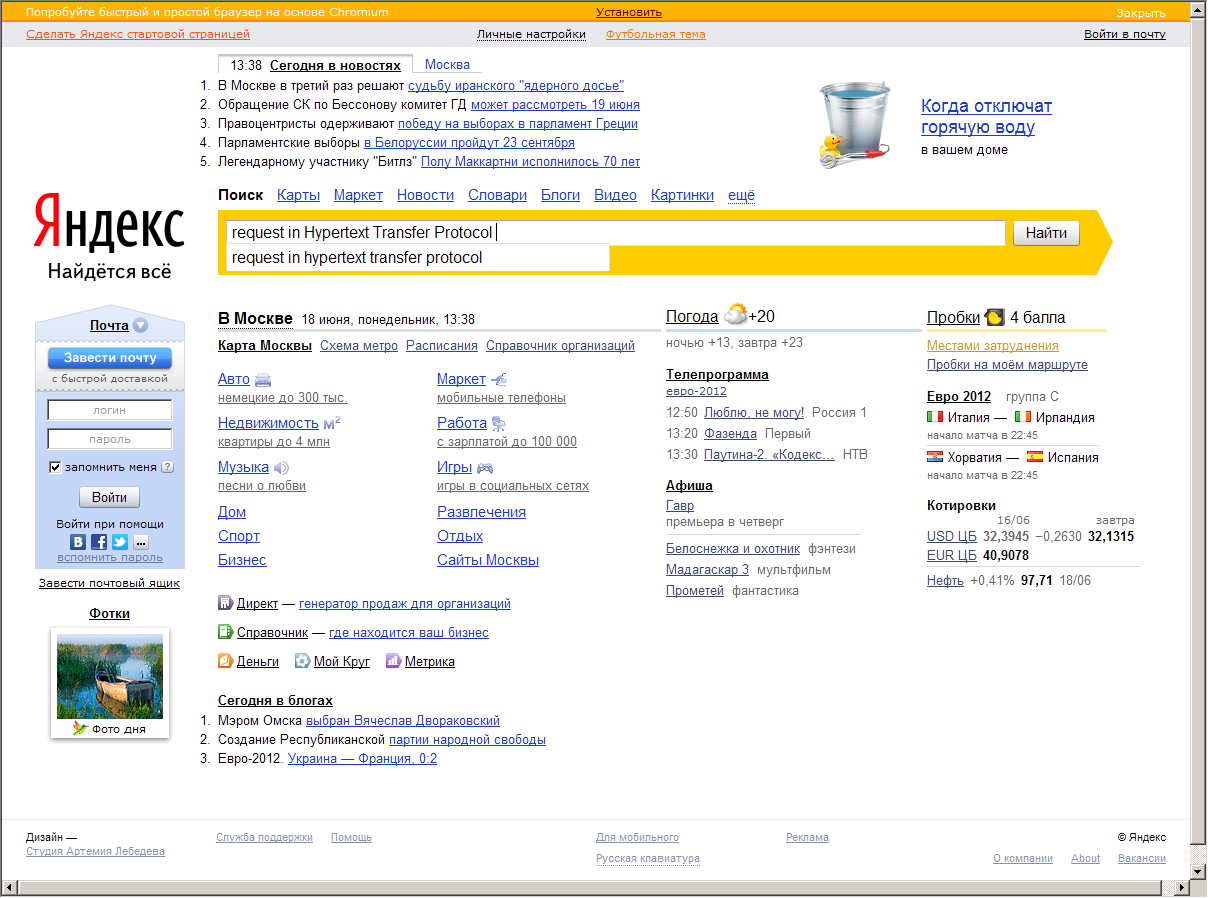 Попробуйте быстрый и простой браузер на основе Chromium Установить Закрыть
Сделать Яндекс стартовой страницей Личные настройки Футбольная тема Войти в почту
13:38 Сегодня в новостях Москва
1. В Москве в третий раз решают судьбу иранского "ядерного досье"
2. Обращение СК по Бессонову комитет ГД может рассмотреть 19 июня
3. Правоцентристы одерживают победу на выборах в парламент Греции
4. Парламентские выборы в Белоруссии пройдут 23 сентября
5. Легендарному участнику "Битлз" Полу Маккартни исполнилось 70 лет
Когда отключат
горячую воду
в вашем доме
Яндекс
Найдётся всё
Поиск Карты Маркет Новости Словари Блоги Видео Картинки ещё
request in Hypertext Transfer Protocol Найти
request in hypertext transfer protocol
Почта
Завести почту
с быстрой доставкой
логин
пароль
запомнить меня ?
Войти
Войти при помощи
В f ...
вспомнить пароль
Завести почтовый ящик
Фотки
Фото дня
В Москве 18 июня, понедельник, 13:38
Карта Москвы Схема метро Расписания Справочник организаций
Авто
немецкие до 300 тыс.
Недвижимость м²
квартиры до 4 млн
Музыка
песни о любви
Дом
Спорт
Бизнес
Маркет
мобильные телефоны
Работа
с зарплатой до 100 000
Игры
игры в социальных сетях
Развлечения
Отдых
Сайты Москвы
Директ — генератор продаж для организаций
Справочник — где находится ваш бизнес
Деньги Мой Круг Метрика
Сегодня в блогах
1. Мэром Омска выбран Вячеслав Двораковский
2. Создание Республиканской партии народной свободы
3. Евро-2012. Украина — Франция, 0:2
Погода +20
ночью +13, завтра +23
Телепрограмма
евро-2012
12:50 Люблю, не могу! Россия 1
13:20 Фазенда Первый
13:30 Паутина-2. «Кодекс... НТВ
Афиша
Гавр
премьера в четверг
Белоснежка и охотник фэнтези
Мадагаскар 3 мультфильм
Прометей фантастика
Пробки 4 балла
Местами затруднения
Пробки на моём маршруте
Евро 2012 группа С
Италия — Ирландия
начало матча в 22:45
Хорватия — Испания
начало матча в 22:45
Котировки
16/06 завтра
USD ЦБ 32,3945 −0,2630 32,1315
EUR ЦБ 40,9078
Нефть +0,41% 97,71 18/06
Дизайн —
Студия Артемия Лебедева
Служба поддержки Помощь
Для мобильного
Русская клавиатура
Реклама
© Яндекс
О компании About Вакансии